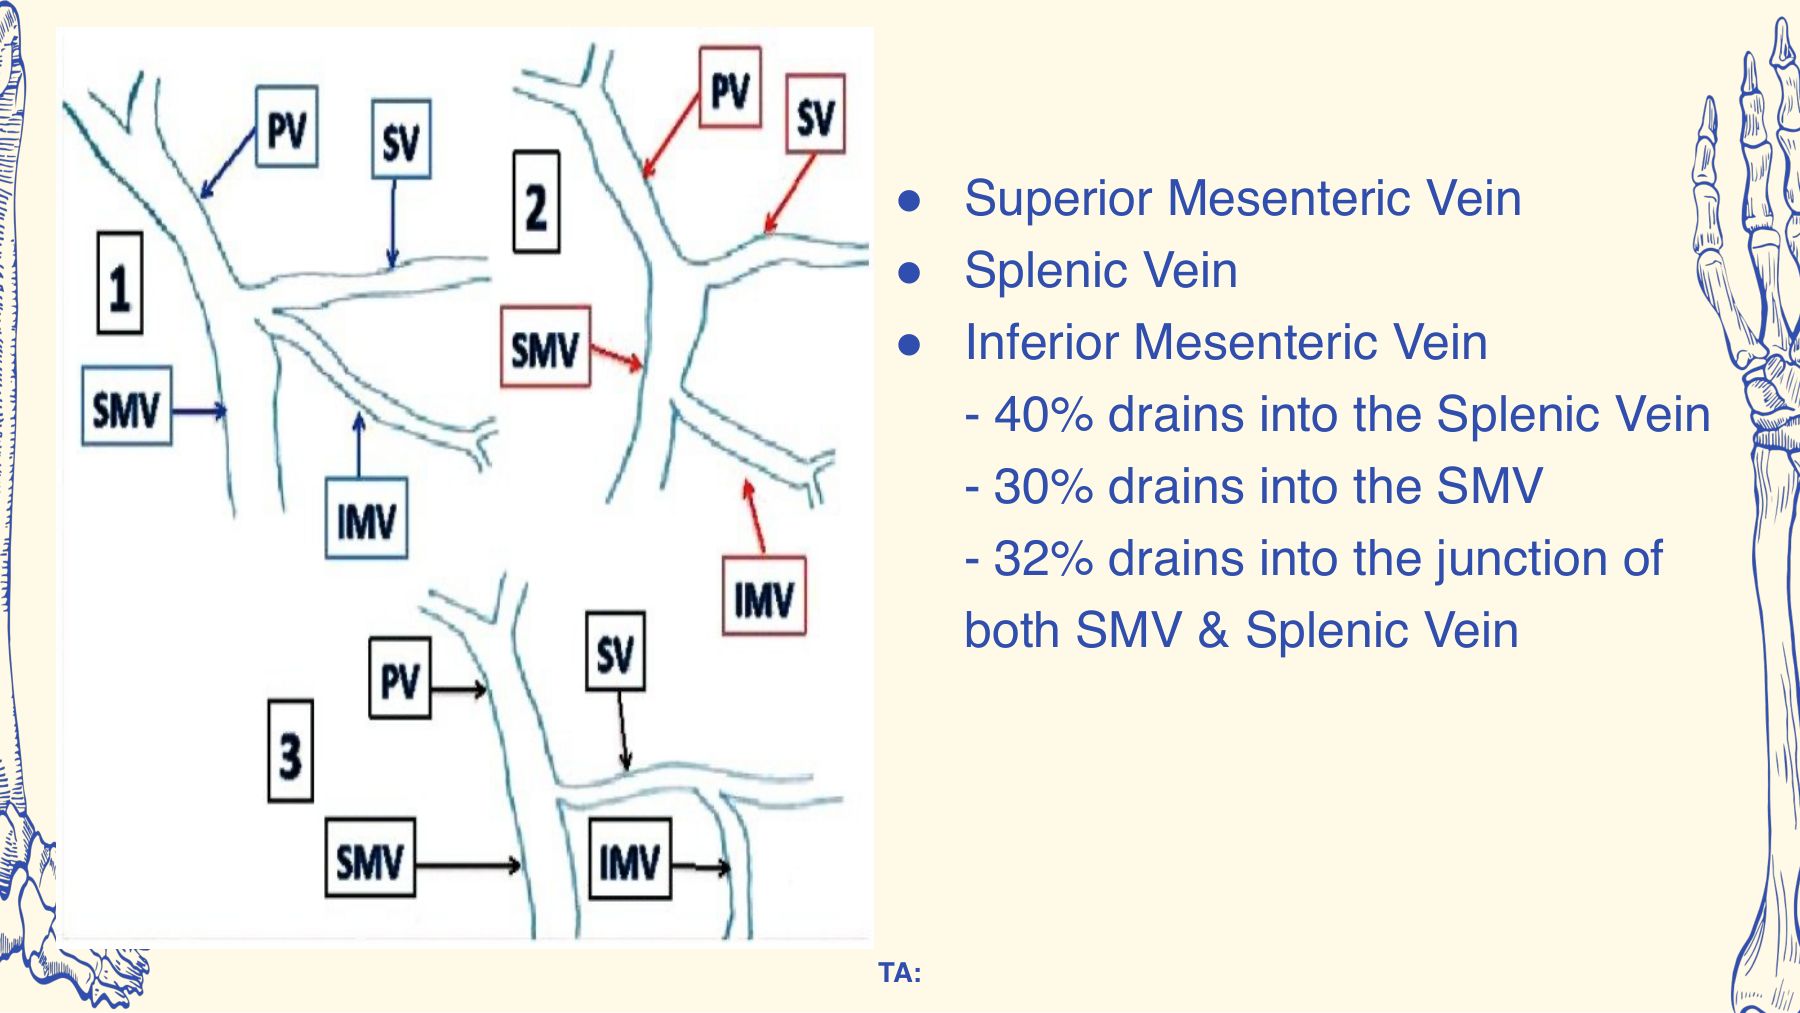 PV
SV
1
SMV
IMV
PV
SV
2
SMV
IMV
PV
SV
3
SMV
IMV
● Superior Mesenteric Vein
● Splenic Vein
● Inferior Mesenteric Vein
- 40% drains into the Splenic Vein
- 30% drains into the SMV
- 32% drains into the junction of
both SMV & Splenic Vein
TA: